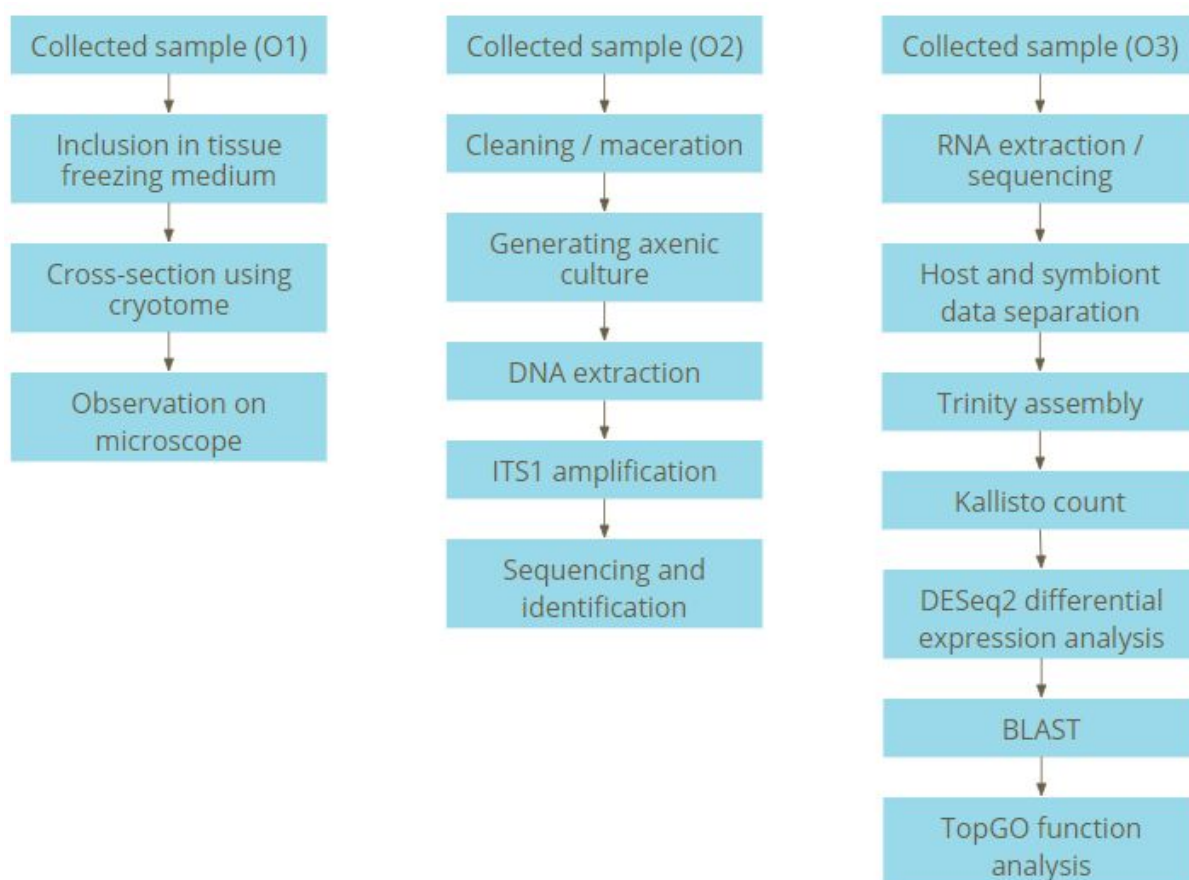 Collected sample (O1)
Inclusion in tissue
freezing medium
Cross-section using
cryotome
Observation on
microscope
Collected sample (O2)
Cleaning / maceration
Generating axenic
culture
DNA extraction
ITS1 amplification
Sequencing and
identification
Collected sample (O3)
RNA extraction /
sequencing
Host and symbiont
data separation
Trinity assembly
Kallisto count
DESeq2 differential
expression analysis
BLAST
TopGO function
analysis